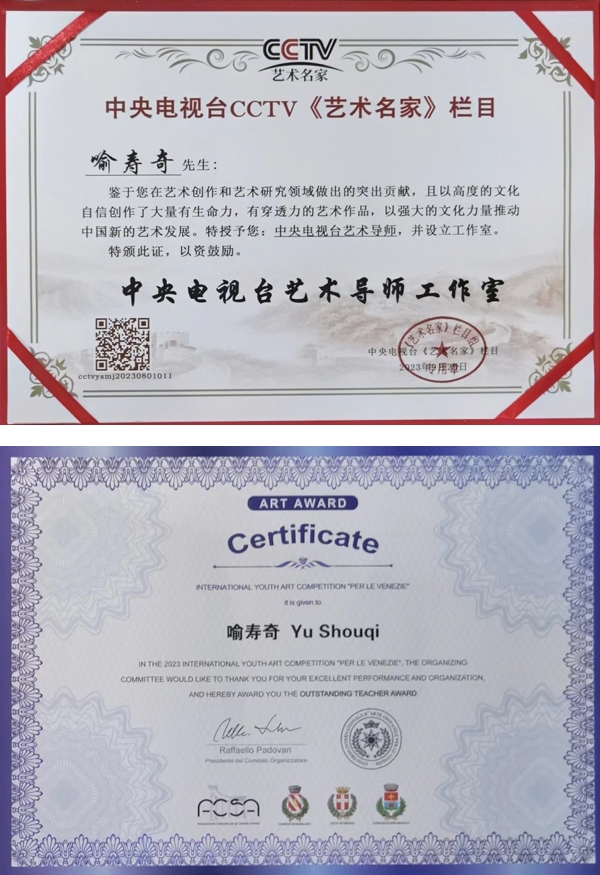 CCTV
艺术名家
中央电视台CCTV《艺术名家》栏目
喻寿奇 先生：
鉴于您在艺术创作和艺术研究领域做出的突出贡献，且以高度的文化
自信创作了大量有生命力，有穿透力的艺术作品，以强大的文化力量推动
中国新的艺术发展。特授予您：中央电视台艺术导师，并设立工作室。
特颁此证，以资鼓励。
中央电视台艺术导师工作室
cctvysmj20230801011
中央电视台《艺术名家》栏目
《艺术名家》栏目组
专用章
ART AWARD
Certificate
INTERNATIONAL YOUTH ART COMPETITION "PER LE VENEZIE"
it is given to
喻寿奇 Yu Shouqi
IN THE 2023 INTERNATIONAL YOUTH ART COMPETITION "PER LE VENEZIE", THE ORGANIZING
COMMITTEE WOULD LIKE TO THANK YOU FOR YOUR EXCELLENT PERFORMANCE AND ORGANIZATION,
AND HEREBY AWARD YOU THE OUTSTANDING TEACHER AWARD
Raffaello Padovan
Presidente del Comitato Organizzatore
ACSA